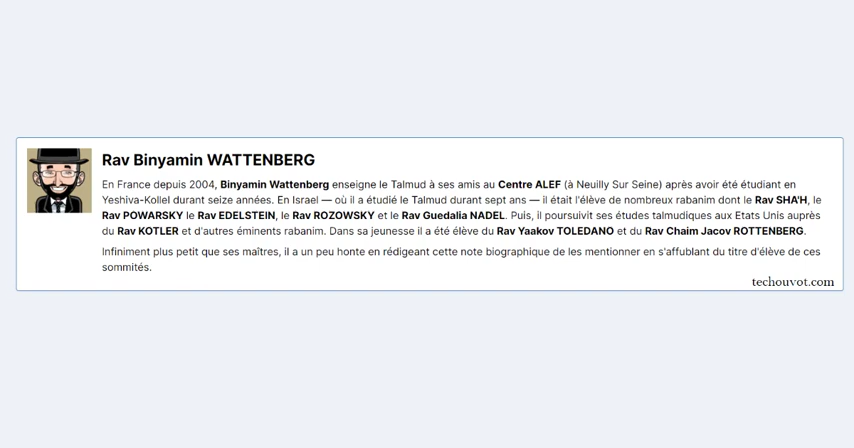 Rav Binyamin WATTENBERG
En France depuis 2004, Binyamin Wattenberg enseigne le Talmud à ses amis au Centre ALEF (à Neuilly Sur Seine) après avoir été étudiant en
Yeshiva-Kollel durant seize années. En Israel — où il a étudié le Talmud durant sept ans — il était l'élève de nombreux rabanim dont le Rav SHA'H, le
Rav POWARSKY le Rav EDELSTEIN, le Rav ROZOWSKY et le Rav Guedalia NADEL. Puis, il poursuivit ses études talmudiques aux Etats Unis auprès
du Rav KOTLER et d'autres éminents rabanim. Dans sa jeunesse il a été élève du Rav Yaakov TOLEDANO et du Rav Chaim Jacov ROTTENBERG.
Infiniment plus petit que ses maîtres, il a un peu honte en rédigeant cette note biographique de les mentionner en s'affublant du titre d'élève de ces
sommités.
techouvot.com